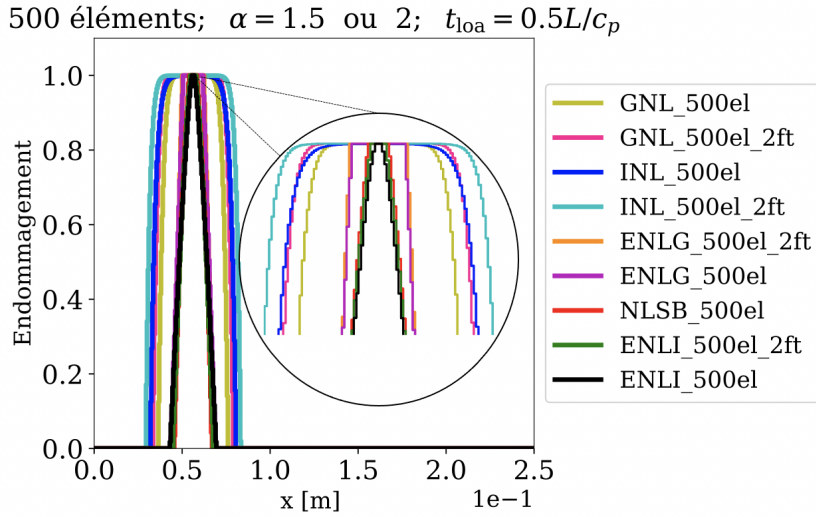 500 éléments; α = 1.5 ou 2; t_loa = 0.5L/c_p
Endommagement
1.0
0.8
0.6
0.4
0.2
0.0
0.0 0.5 1.0 1.5 2.0 2.5
1e−1
x [m]
GNL_500el
GNL_500el_2ft
INL_500el
INL_500el_2ft
ENLG_500el_2ft
ENLG_500el
NLSB_500el
ENLI_500el_2ft
ENLI_500el